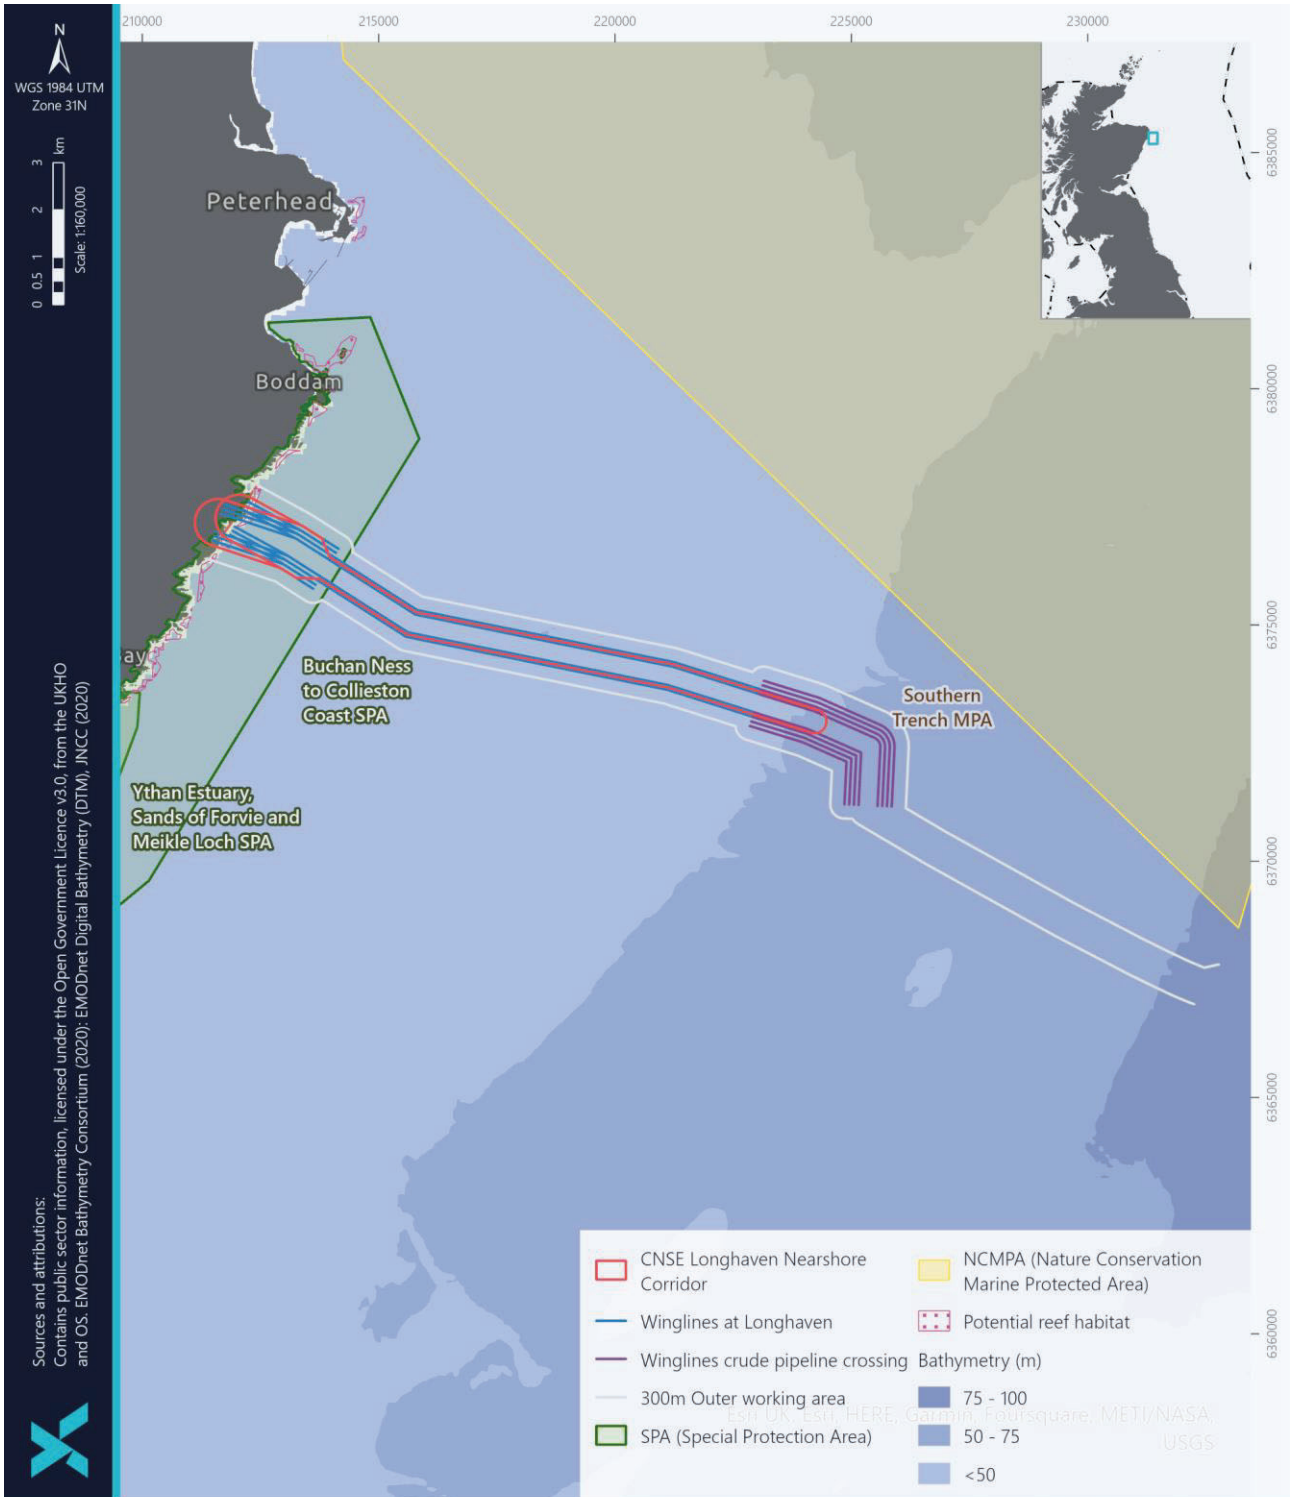 210000
215000
220000
225000
230000
N
WGS 1984 UTM
Zone 31N
0 0.5 1 2 3 km
Scale: 1:160,000
Sources and attributions:
Contains public sector information, licensed under the Open Government Licence v3.0, from the UKHO
and OS. EMODnet Bathymetry Consortium (2020): EMODnet Digital Bathymetry (DTM), JNCC (2020)
6385000
6380000
6375000
6370000
6365000
6360000
Peterhead
Boddam
ay
Buchan Ness
to Collieston
Coast SPA
Southern
Trench MPA
Ythan Estuary,
Sands of Forvie and
Meikle Loch SPA
CNSE Longhaven Nearshore
Corridor
Winglines at Longhaven
Winglines crude pipeline crossing
300m Outer working area
SPA (Special Protection Area)
NCMPA (Nature Conservation
Marine Protected Area)
Potential reef habitat
Bathymetry (m)
75 - 100
50 - 75
<50
Esri UK, Esri, HERE, Garmin, Foursquare, METI/NASA,
USGS